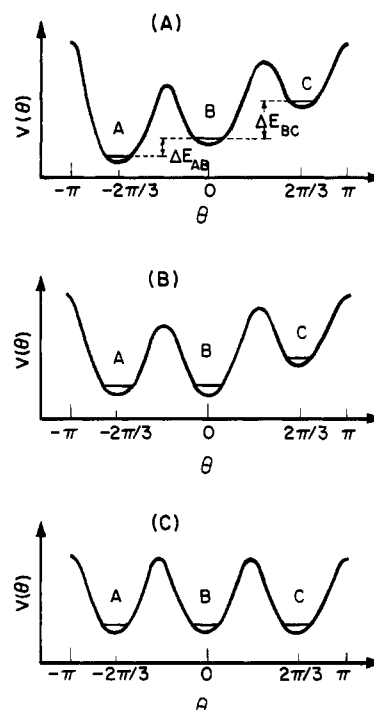 (A)
V(θ)
A
B
C
ΔE_AB
ΔE_BC
-π -2π/3 0 2π/3 π
θ
(B)
V(θ)
A B C
-π -2π/3 0 2π/3 π
θ
(C)
V(θ)
A B C
-π -2π/3 0 2π/3 π
θ